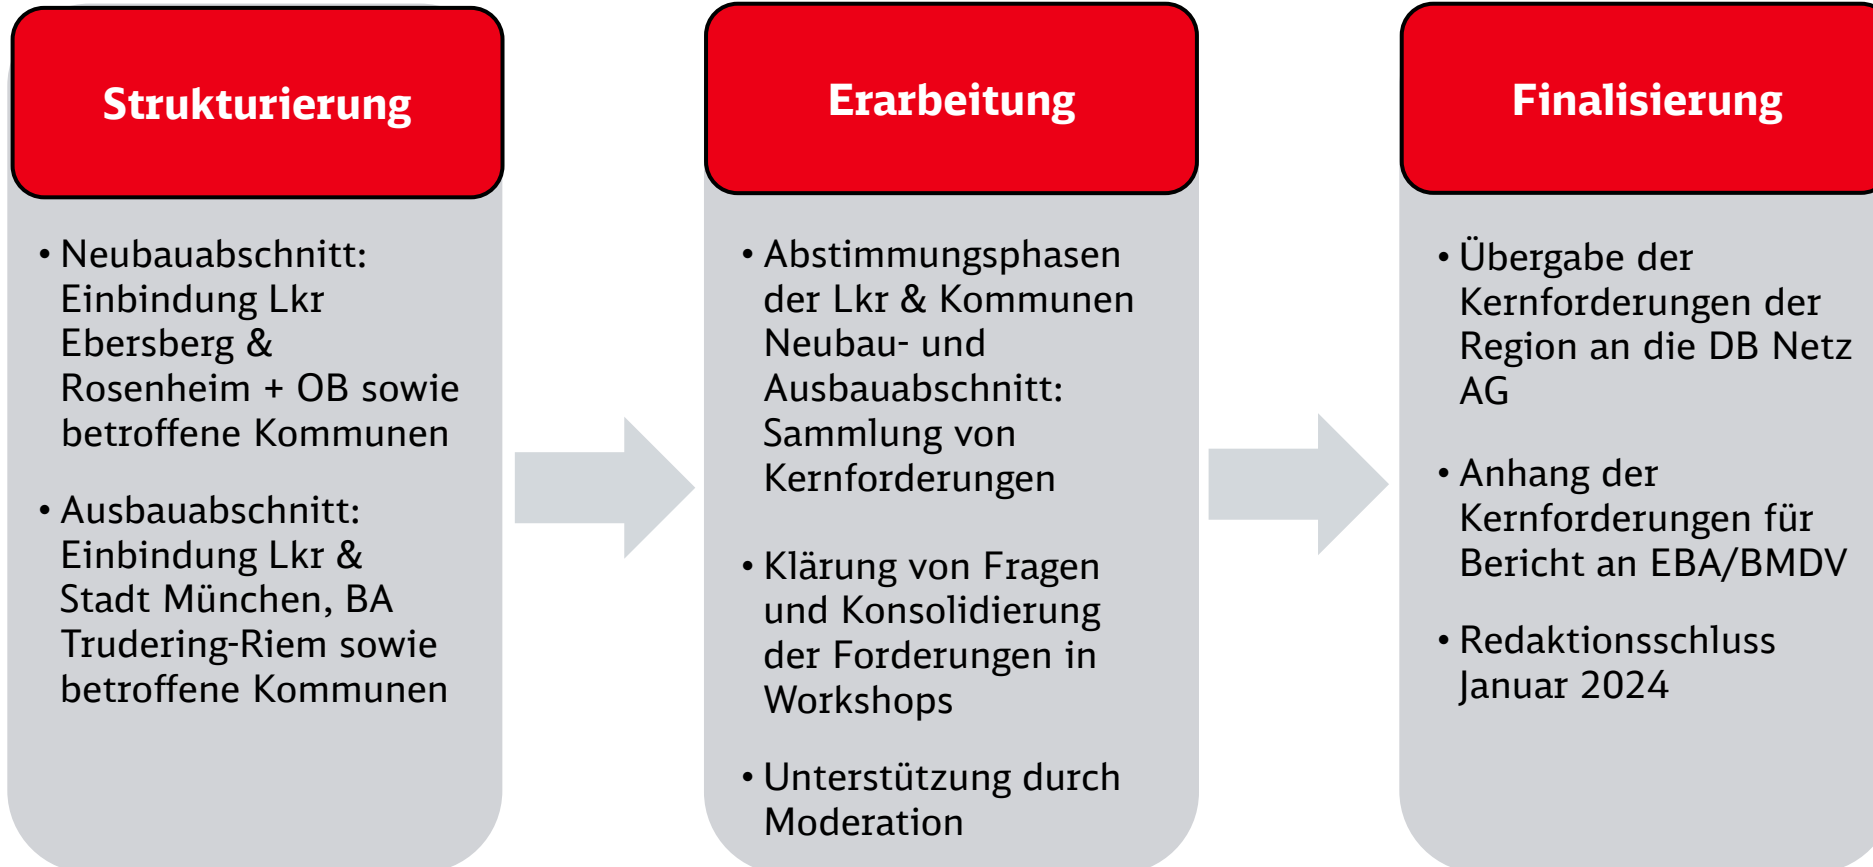 Strukturierung
• Neubauabschnitt:
Einbindung Lkr
Ebersberg &
Rosenheim + OB sowie
betroffene Kommunen
• Ausbauabschnitt:
Einbindung Lkr &
Stadt München, BA
Trudering-Riem sowie
betroffene Kommunen
Erarbeitung
• Abstimmungsphasen
der Lkr & Kommunen
Neubau- und
Ausbauabschnitt:
Sammlung von
Kernforderungen
• Klärung von Fragen
und Konsolidierung
der Forderungen in
Workshops
• Unterstützung durch
Moderation
Finalisierung
• Übergabe der
Kernforderungen der
Region an die DB Netz
AG
• Anhang der
Kernforderungen für
Bericht an EBA/BMDV
• Redaktionsschluss
Januar 2024